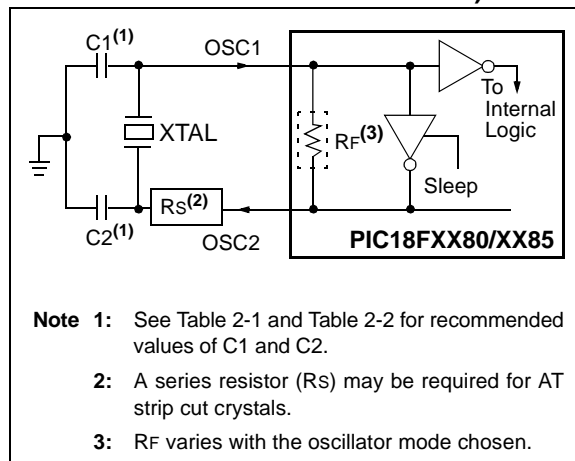 C1(1)
OSC1
To
Internal
Logic
XTAL
RF(3)
Sleep
RS(2)
C2(1)
OSC2
PIC18FXX80/XX85
Note 1: See Table 2-1 and Table 2-2 for recommended
values of C1 and C2.
2: A series resistor (RS) may be required for AT
strip cut crystals.
3: RF varies with the oscillator mode chosen.